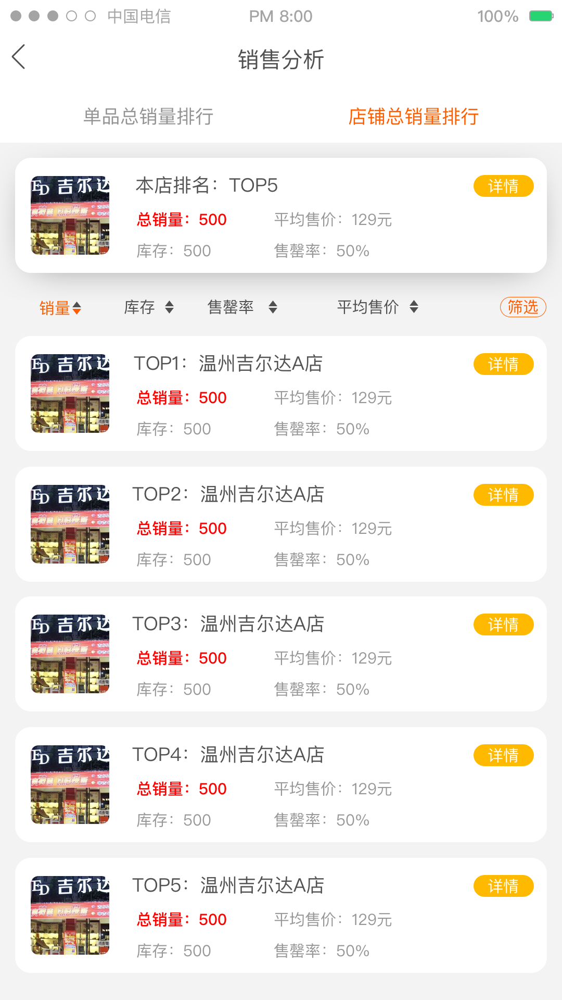 中国电信 PM 8:00 100%
销售分析
单品总销量排行 店铺总销量排行
ED 吉尔达
本店排名：TOP5 详情
总销量：500 平均售价：129元
库存：500 售罄率：50%
销量 库存 售罄率 平均售价 筛选
ED 吉尔达
TOP1：温州吉尔达A店 详情
总销量：500 平均售价：129元
库存：500 售罄率：50%
ED 吉尔达
TOP2：温州吉尔达A店 详情
总销量：500 平均售价：129元
库存：500 售罄率：50%
ED 吉尔达
TOP3：温州吉尔达A店 详情
总销量：500 平均售价：129元
库存：500 售罄率：50%
ED 吉尔达
TOP4：温州吉尔达A店 详情
总销量：500 平均售价：129元
库存：500 售罄率：50%
ED 吉尔达
TOP5：温州吉尔达A店 详情
总销量：500 平均售价：129元
库存：500 售罄率：50%